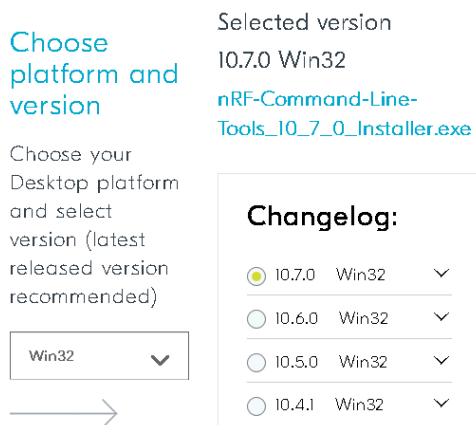 Choose
platform and
version
Choose your
Desktop platform
and select
version (latest
released version
recommended)
Win32
Selected version
10.7.0 Win32
nRF-Command-Line-
Tools_10_7_0_Installer.exe
Changelog:
10.7.0 Win32
10.6.0 Win32
10.5.0 Win32
10.4.1 Win32